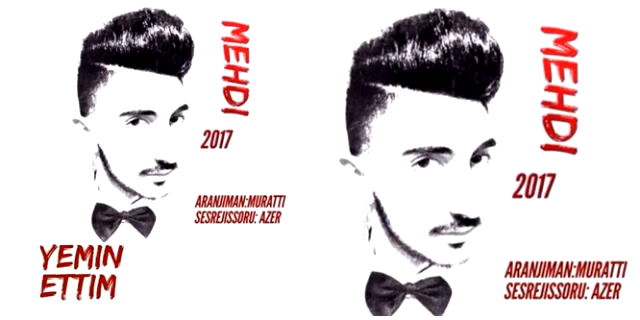 MEHDI
2017
ARANJIMAN:MURATTI
SESREJISSORU: AZER
YEMIN
ETTIM
MEHDI
2017
ARANJIMAN:MURATTI
SESREJISSORU: AZER